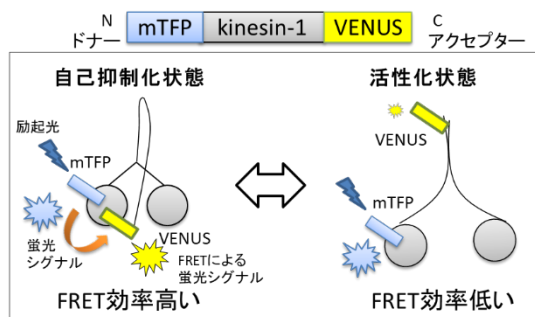 N
ドナー
mTFP
kinesin-1
VENUS
C
アクセプター
自己抑制化状態
励起光
mTFP
蛍光
シグナル
VENUS
FRETによる
蛍光シグナル
FRET効率高い
活性化状態
VENUS
mTFP
FRET効率低い